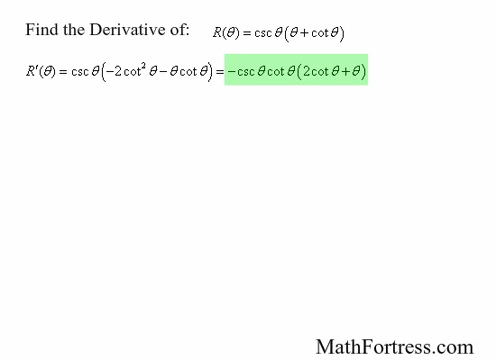 Find the Derivative of: R(θ) = csc θ(θ + cot θ)
R′(θ) = csc θ(−2cot² θ − θ cot θ) = −csc θ cot θ(2cot θ + θ)
MathFortress.com